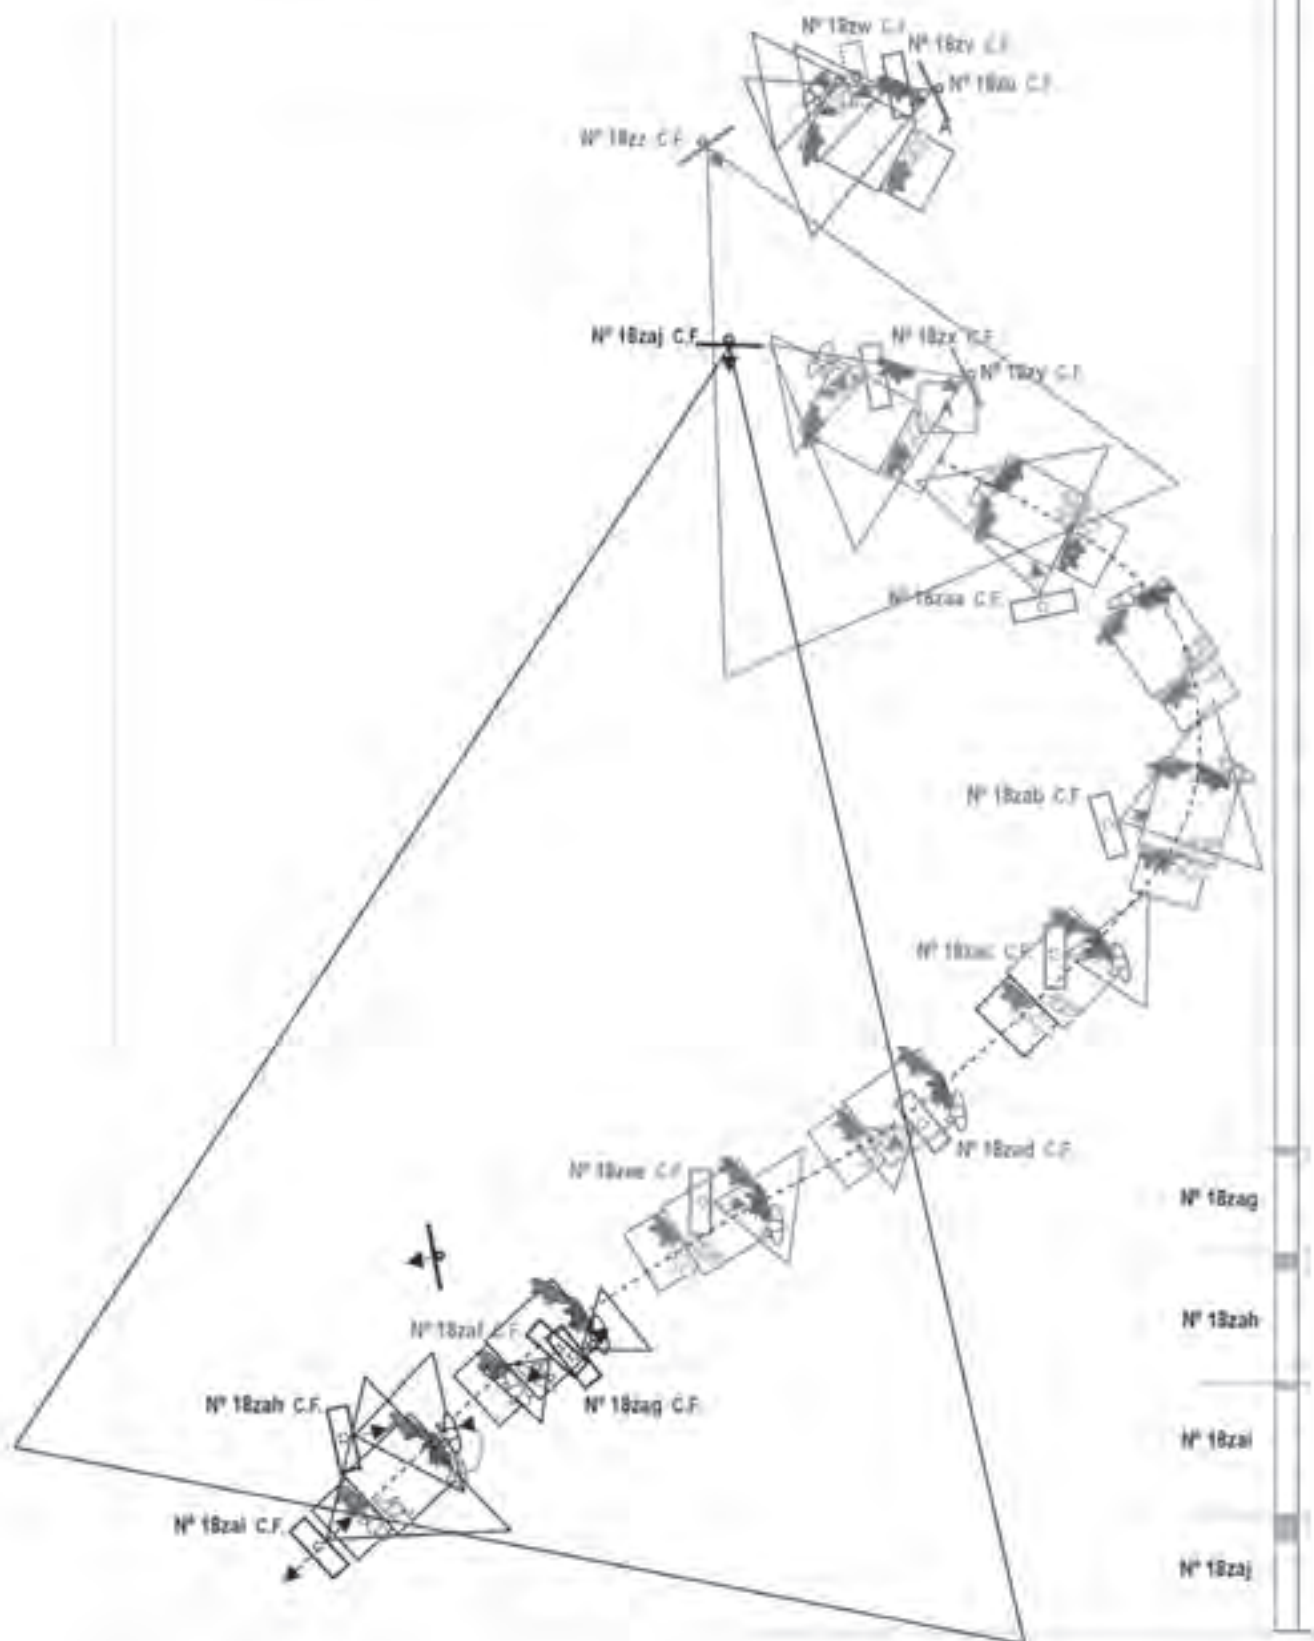 Nº 18zw C.F.
Nº 18zv C.F.
Nº 18zu C.F.
Nº 18zz C.F.
Nº 18zaj C.F.
Nº 18zx C.F.
Nº 18zy C.F.
Nº 18zaa C.F.
Nº 18zab C.F.
Nº 18zac C.F.
Nº 18zad C.F.
Nº 18zae C.F.
Nº 18zag
Nº 18zaf C.F.
Nº 18zah
Nº 18zah C.F.
Nº 18zag C.F.
Nº 18zai
Nº 18zai C.F.
Nº 18zaj